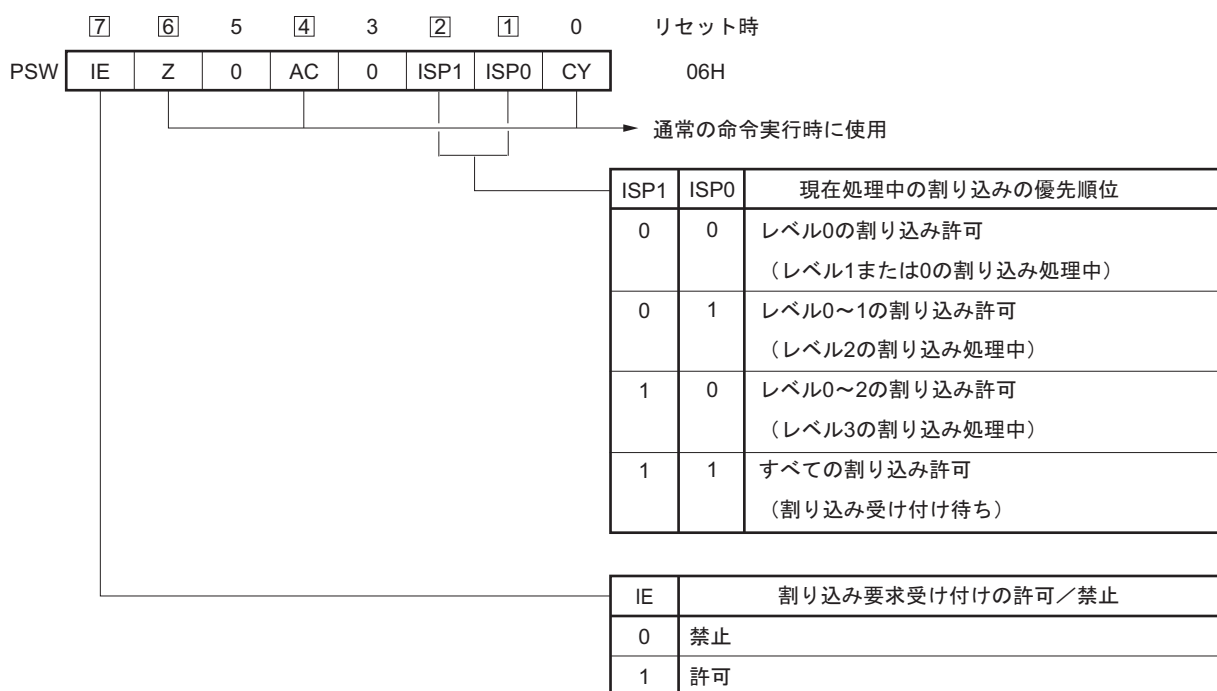 7 6 5 4 3 2 1 0 リセット時
PSW IE Z 0 AC 0 ISP1 ISP0 CY 06H
通常の命令実行時に使用
ISP1 ISP0 現在処理中の割り込みの優先順位
0 0 レベル0の割り込み許可
（レベル1または0の割り込み処理中）
0 1 レベル0～1の割り込み許可
（レベル2の割り込み処理中）
1 0 レベル0～2の割り込み許可
（レベル3の割り込み処理中）
1 1 すべての割り込み許可
（割り込み受け付け待ち）
IE 割り込み要求受け付けの許可／禁止
0 禁止
1 許可